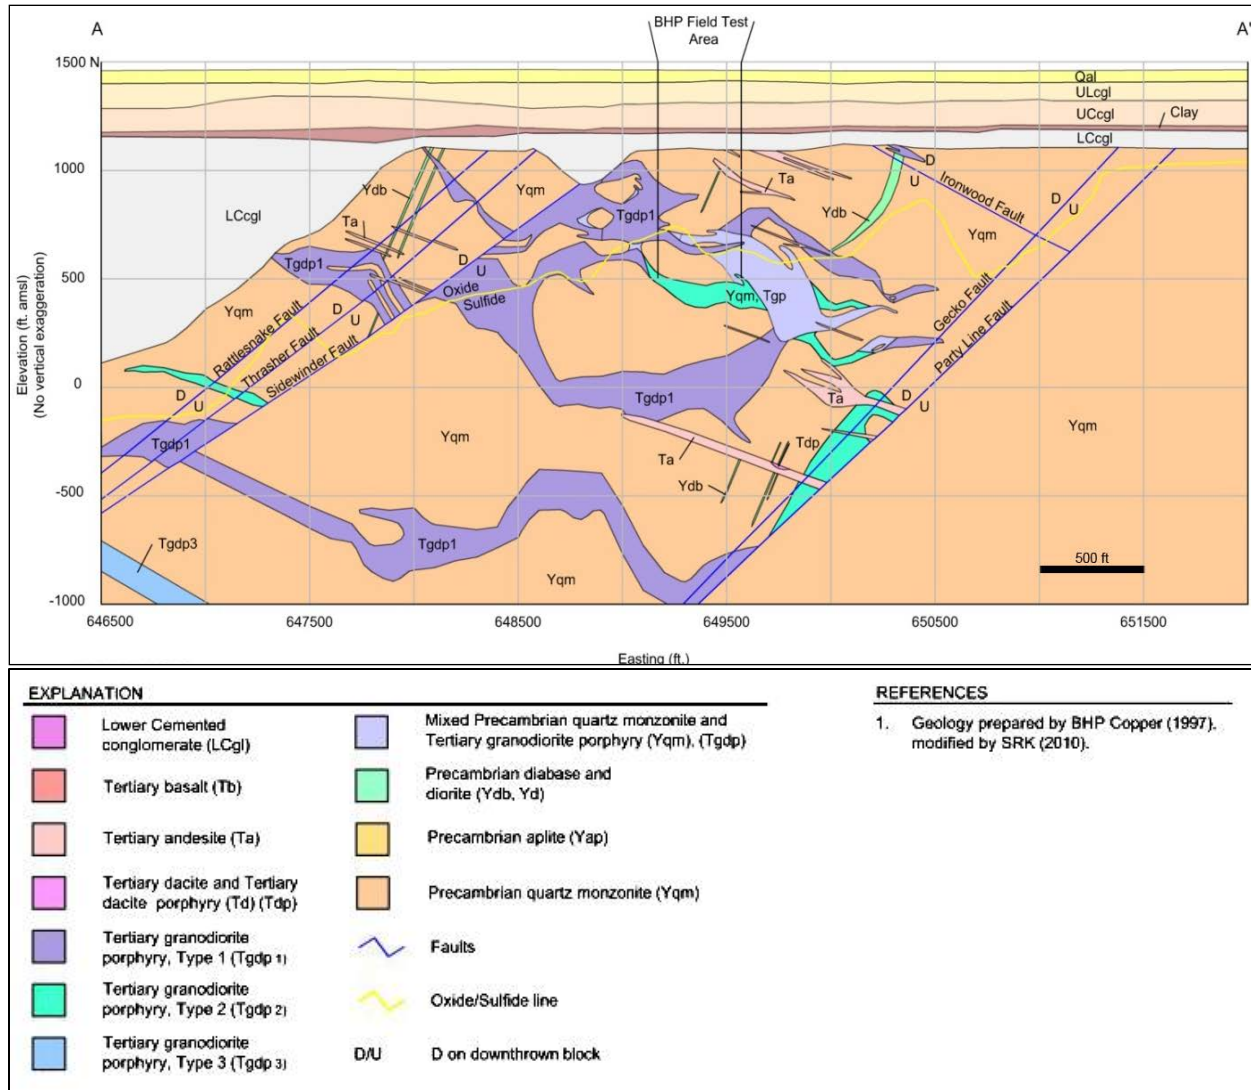 A
BHP Field Test
Area
A'
1500 N
Qal
ULcgl
UCcgl
Clay
LCcgl
1000
Ydb
Yqm
Ta
D
U
Ironwood Fault
D
U
LCcgl
Ta
Tgdp1
Ydb
Yqm
Tgdp1
D
U
Oxide
Sulfide
500
Yqm
D
U
Yqm, Tgp
Gecko Fault
Party Line Fault
Rattlesnake Fault
Thrasher Fault
Sidewinder Fault
0
D
U
Tgdp1
Ta
D
U
Tgdp1
Yqm
Yqm
Ta
Tdp
Ydb
-500
Tgdp3
Tgdp1
Yqm
500 ft
-1000
Elevation (ft. amsl)
(No vertical exaggeration)
646500
647500
648500
649500
650500
651500
Easting (ft.)
EXPLANATION
Lower Cemented
conglomerate (LCgl)
Tertiary basalt (Tb)
Tertiary andesite (Ta)
Tertiary dacite and Tertiary
dacite porphyry (Td) (Tdp)
Tertiary granodiorite
porphyry, Type 1 (Tgdp 1)
Tertiary granodiorite
porphyry, Type 2 (Tgdp 2)
Tertiary granodiorite
porphyry, Type 3 (Tgdp 3)
Mixed Precambrian quartz monzonite and
Tertiary granodiorite porphyry (Yqm), (Tgdp)
Precambrian diabase and
diorite (Ydb, Yd)
Precambrian aplite (Yap)
Precambrian quartz monzonite (Yqm)
Faults
Oxide/Sulfide line
D/U
D on downthrown block
REFERENCES
1. Geology prepared by BHP Copper (1997),
modified by SRK (2010).